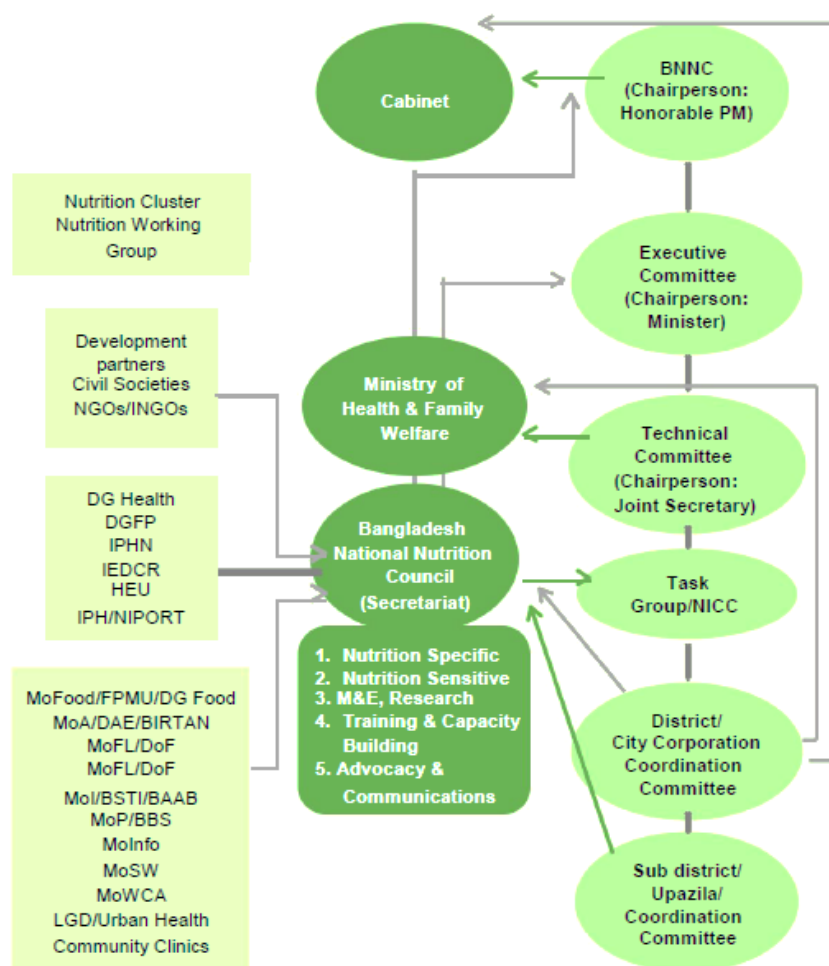 Cabinet
BNNC
(Chairperson:
Honorable PM)
Nutrition Cluster
Nutrition Working
Group
Executive
Committee
(Chairperson:
Minister)
Development
partners
Civil Societies
NGOs/INGOs
Ministry of
Health & Family
Welfare
Technical
Committee
(Chairperson:
Joint Secretary)
DG Health
DGFP
IPHN
IEDCR
HEU
IPH/NIPORT
Bangladesh
National Nutrition
Council
(Secretariat)
Task
Group/NICC
1. Nutrition Specific
2. Nutrition Sensitive
3. M&E, Research
4. Training & Capacity
Building
5. Advocacy &
Communications
MoFood/FPMU/DG Food
MoA/DAE/BIRTAN
MoFL/DoF
MoFL/DoF
MoI/BSTI/BAAB
MoP/BBS
MoInfo
MoSW
MoWCA
LGD/Urban Health
Community Clinics
District/
City Corporation
Coordination
Committee
Sub district/
Upazila/
Coordination
Committee